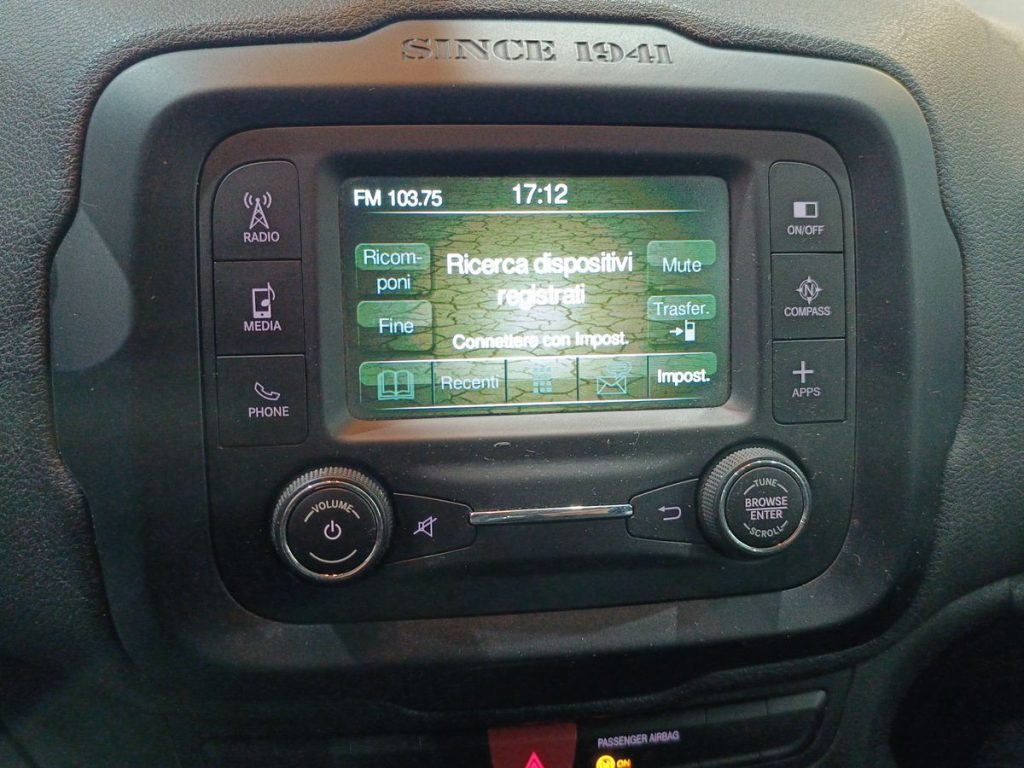 SINCE 1941
FM 103.75
17:12
RADIO
MEDIA
PHONE
Ricom-
poni
Fine
Ricerca dispositivi
registrati
Connettere con Impost.
Mute
Trasfer.
Recenti
Impost.
ON/OFF
N
COMPASS
APPS
VOLUME
TUNE
BROWSE
ENTER
SCROLL
PASSENGER AIRBAG
ON